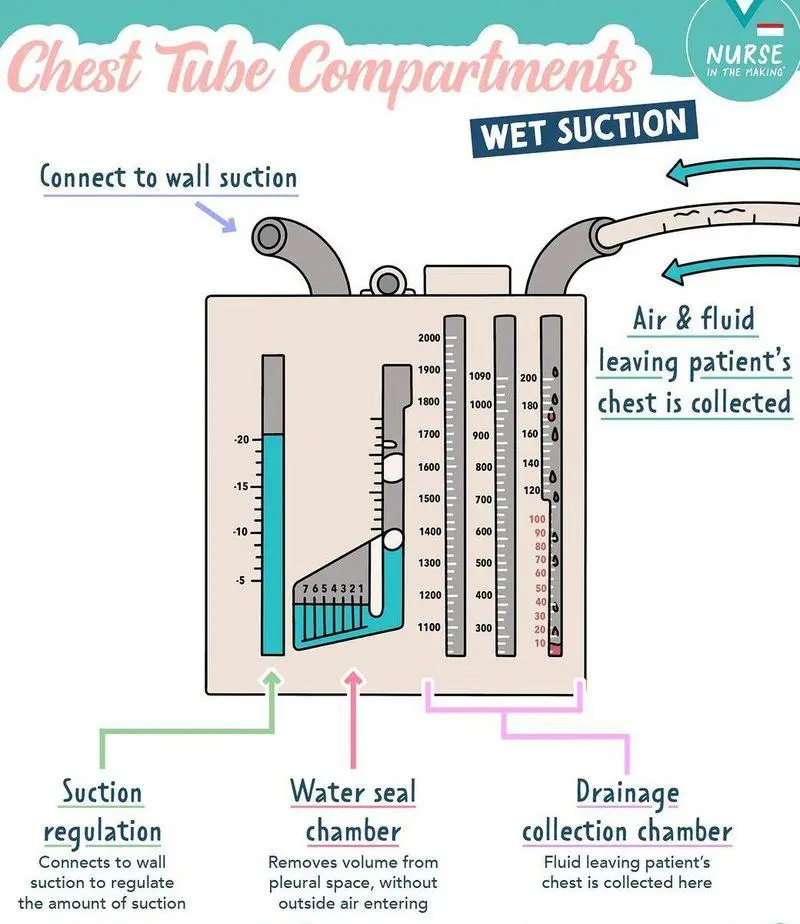 Chest Tube Compartments
NURSE
IN THE MAKING
WET SUCTION
Connect to wall suction
Air & fluid
leaving patient's
chest is collected
-20
-15
-10
-5
7 6 5 4 3 2 1
2000
1900
1800
1700
1600
1500
1400
1300
1200
1100
1090
1000
900
800
700
600
500
400
300
200
180
160
140
120
100
90
80
70
60
50
40
30
20
10
Suction
regulation
Connects to wall
suction to regulate
the amount of suction
Water seal
chamber
Removes volume from
pleural space, without
outside air entering
Drainage
collection chamber
Fluid leaving patient's
chest is collected here